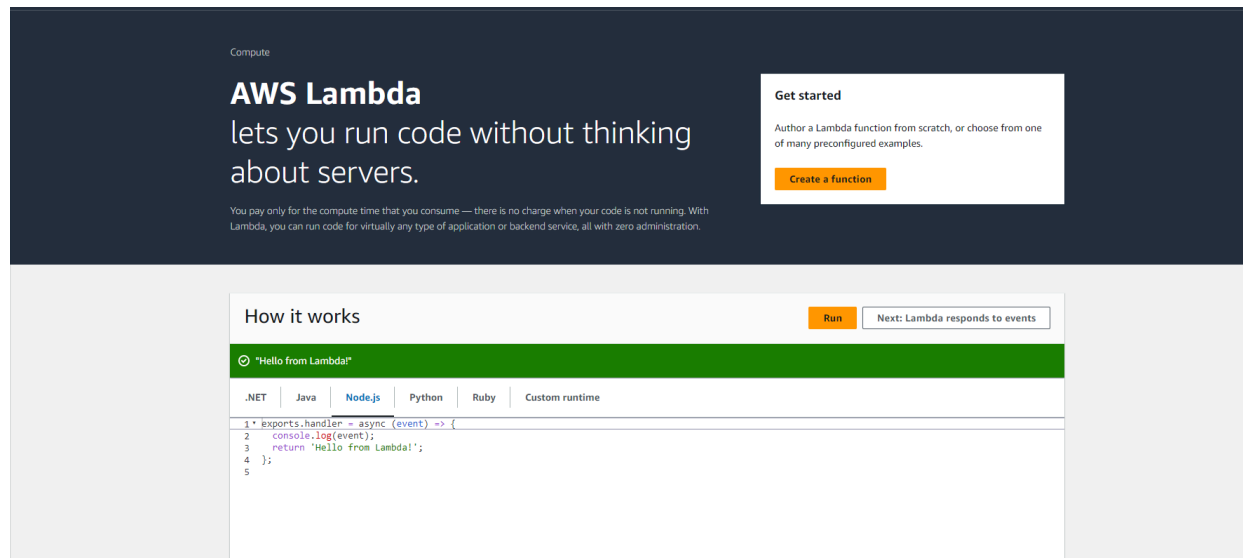 Compute
AWS Lambda
lets you run code without thinking
about servers.
You pay only for the compute time that you consume — there is no charge when your code is not running. With
Lambda, you can run code for virtually any type of application or backend service, all with zero administration.
Get started
Author a Lambda function from scratch, or choose from one
of many preconfigured examples.
Create a function
How it works
Run
Next: Lambda responds to events
"Hello from Lambda!"
.NET Java Node.js Python Ruby Custom runtime
1 exports.handler = async (event) => {
2 console.log(event);
3 return 'Hello from Lambda!';
4 };
5